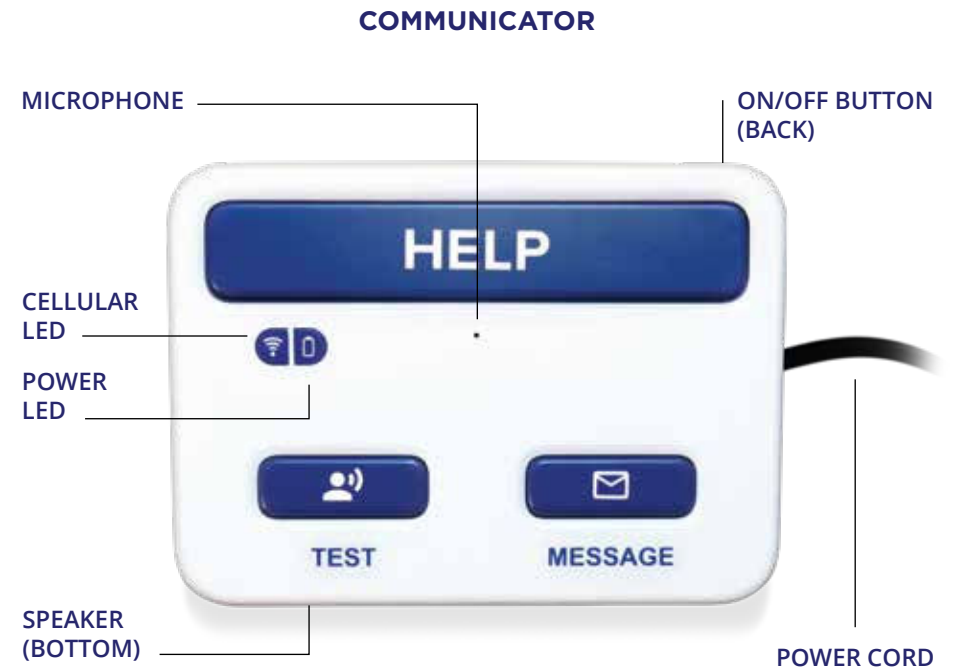 COMMUNICATOR
MICROPHONE
ON/OFF BUTTON
(BACK)
HELP
CELLULAR
LED
POWER
LED
TEST
MESSAGE
SPEAKER
(BOTTOM)
POWER CORD